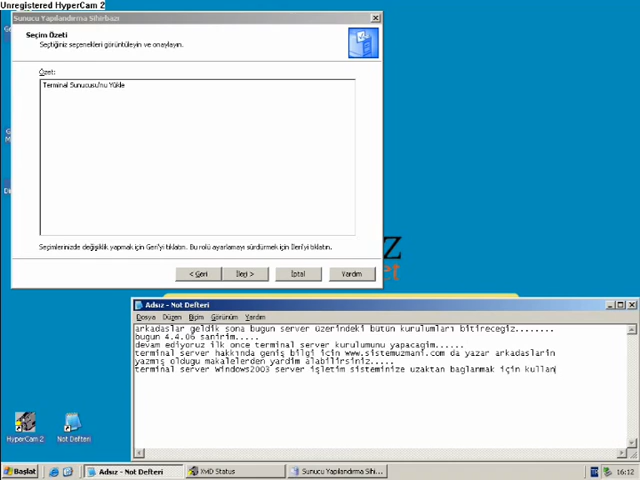 Unregistered HyperCam 2
Sunucu Yapılandırma Sihirbazı
Seçim Özeti
Seçtiğiniz seçenekleri görüntüleyin ve onaylayın.
Özet:
Terminal Sunucusu'nu Yükle
Seçimlerinizde değişiklik yapmak için Geri'yi tıklatın. Bu rolü ayarlamayı sürdürmek için İleri'yi tıklatın.
< Geri
İleri >
İptal
Yardım
Adsız - Not Defteri
Dosya Düzen Biçim Görünüm Yardım
arkadaslar geldik sona bugun server üzerindeki bütün kurulumları bitirecegiz........
bugun 4.4.06 sanirim.....
devam ediyoruz ilk once terminal server kurulumunu yapacagim......
terminal server hakkında geniş bilgi için www.sistemuzmani.com da yazar arkadaslarin
yazmış oldugu makalelerden yardim alabilirsiniz.....
terminal server windows2003 server işletim sisteminize uzaktan baglanmak için kullan
HyperCam 2
Not Defteri
Başlat
Adsız - Not Defteri
XviD Status
Sunucu Yapılandırma Sihi...
TR
16:12